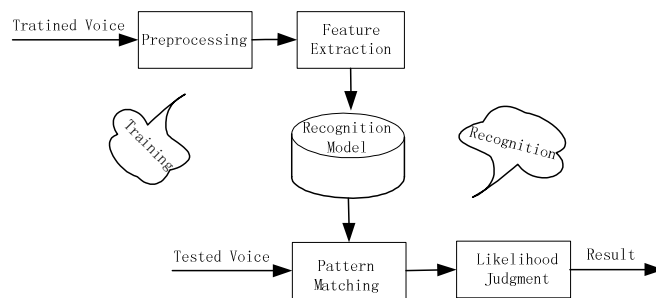 Tratined Voice
Preprocessing
Feature
Extraction
Training
Recognition
Model
Recognition
Tested Voice
Pattern
Matching
Likelihood
Judgment
Result